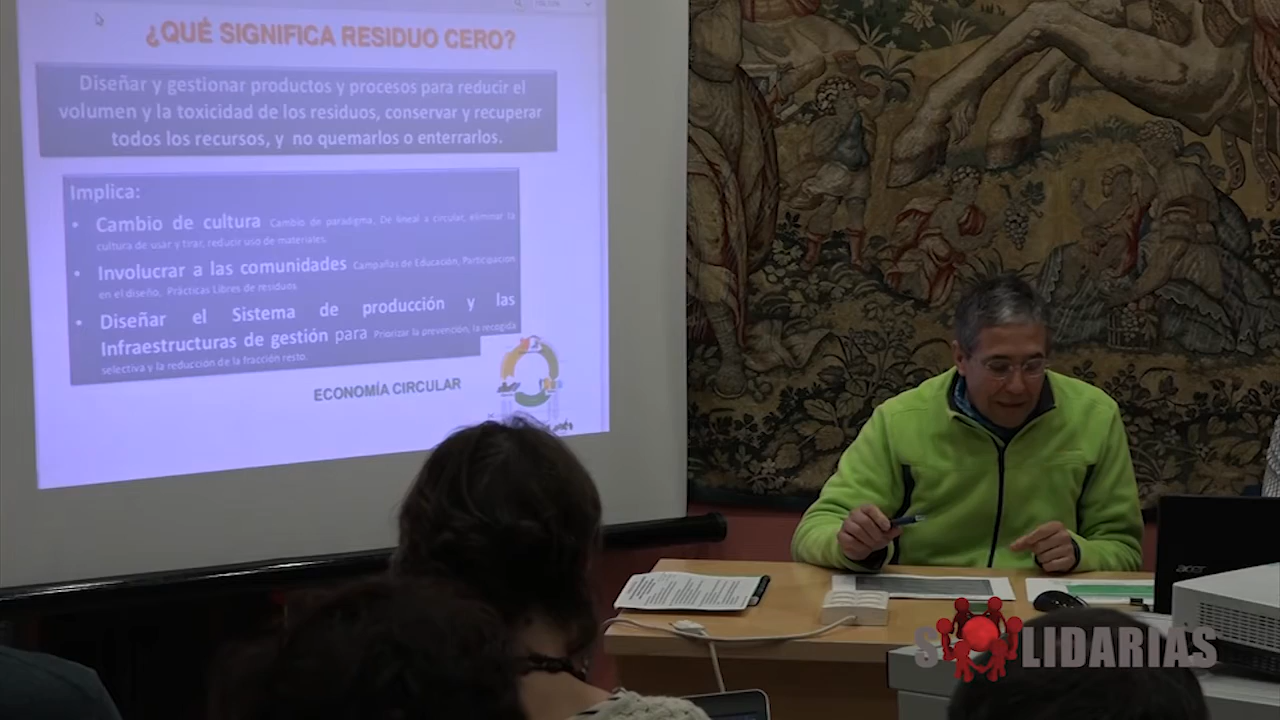 ¿QUÉ SIGNIFICA RESIDUO CERO?
Diseñar y gestionar productos y procesos para reducir el
volumen y la toxicidad de los residuos, conservar y recuperar
todos los recursos, y no quemarlos o enterrarlos.
Implica:
• Cambio de cultura Cambio de paradigma, De lineal a circular, eliminar la
cultura de usar y tirar, reducir uso de materiales.
• Involucrar a las comunidades Campañas de Educación, Participacion
en el diseño, Prácticas Libres de residuos.
• Diseñar el Sistema de producción y las
Infraestructuras de gestión para Priorizar la prevención, la recogida
selectiva y la reducción de la fracción resto.
ECONOMÍA CIRCULAR
acer
SOLIDARIAS